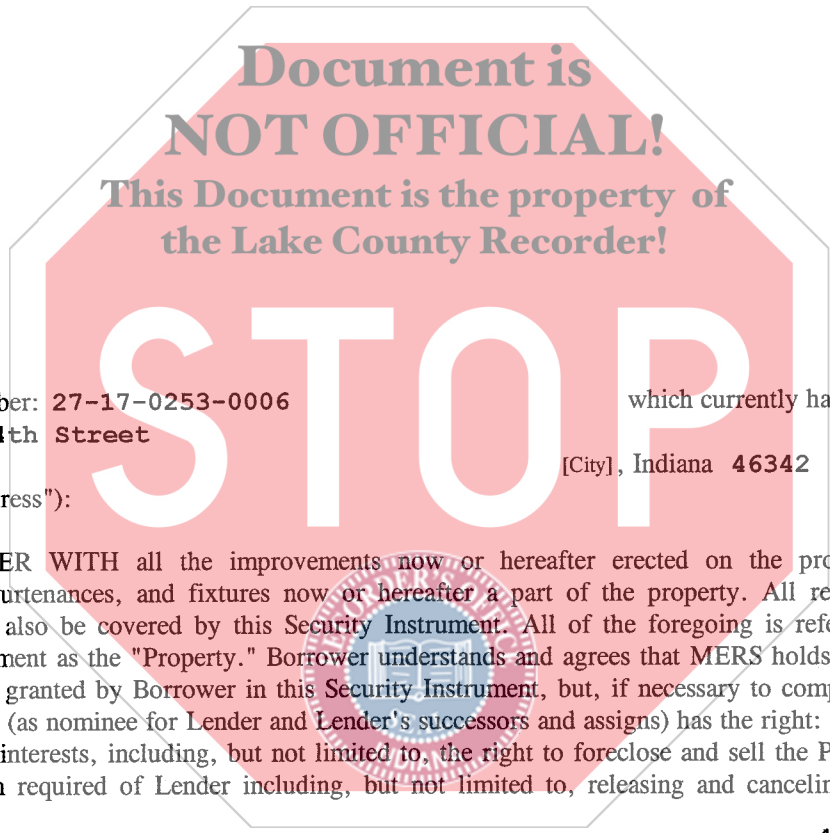 Document is
NOT OFFICIAL!
This Document is the property of
the Lake County Recorder!
STOP
ber: 27-17-0253-0006 which currently ha
th Street
[City], Indiana 46342
ress"):
ER WITH all the improvements now or hereafter erected on the pro
urtenances, and fixtures now or hereafter a part of the property. All re
also be covered by this Security Instrument. All of the foregoing is refe
ment as the "Property." Borrower understands and agrees that MERS holds
granted by Borrower in this Security Instrument, but, if necessary to comp
(as nominee for Lender and Lender's successors and assigns) has the right:
interests, including, but not limited to, the right to foreclose and sell the P
required of Lender including, but not limited to, releasing and cancelin